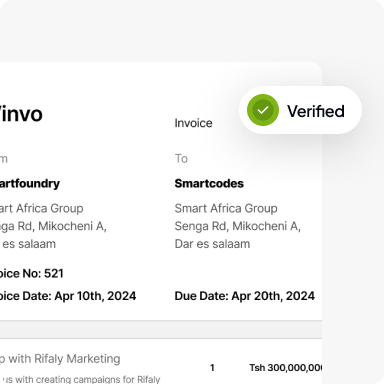 invo
Invoice
Verified
To
artfoundry
Smartcodes
art Africa Group
Smart Africa Group
ga Rd, Mikocheni A,
Senga Rd, Mikocheni A,
es salaam
Dar es salaam
oice No: 521
oice Date: Apr 10th, 2024
Due Date: Apr 20th, 2024
p with Rifaly Marketing
1
Tsh 300,000,00
us with creating campaigns for Rifaly